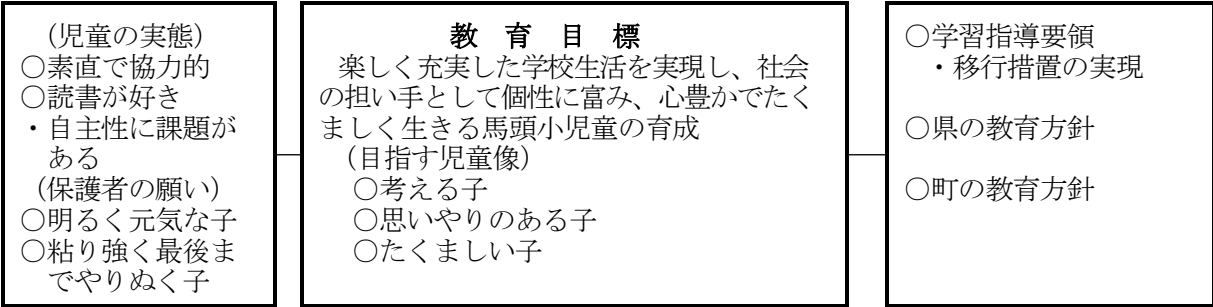 （児童の実態）
○素直で協力的
○読書が好き
・自主性に課題が
ある
（保護者の願い）
○明るく元気な子
○粘り強く最後ま
でやりぬく子
教　育　目　標
楽しく充実した学校生活を実現し、社会
の担い手として個性に富み、心豊かでたく
ましく生きる馬頭小児童の育成
（目指す児童像）
○考える子
○思いやりのある子
○たくましい子
○学習指導要領
・移行措置の実現
○県の教育方針
○町の教育方針